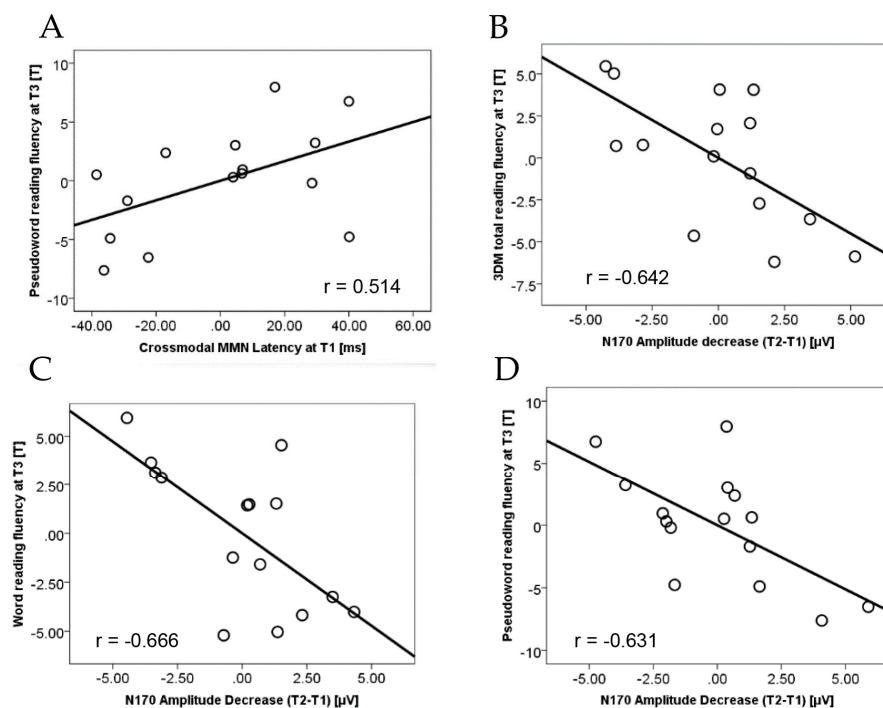 A
Pseudoword reading fluency at T3 [T]
10
5
0
-5
-10
r = 0.514
-40.00 -20.00 .00 20.00 40.00 60.00
Crossmodal MMN Latency at T1 [ms]
B
3DM total reading fluency at T3 [T]
5.0
2.5
.0
-2.5
-5.0
-7.5
r = -0.642
-5.00 -2.50 .00 2.50 5.00
N170 Amplitude decrease (T2-T1) [µV]
C
Word reading fluency at T3 [T]
5.00
2.50
.00
-2.50
-5.00
r = -0.666
-5.00 -2.50 .00 2.50 5.00
N170 Amplitude Decrease (T2-T1) [µV]
D
Pseudoword reading fluency at T3 [T]
10
5
0
-5
-10
r = -0.631
-5.00 -2.50 .00 2.50 5.00
N170 Amplitude Decrease (T2-T1) [µV]